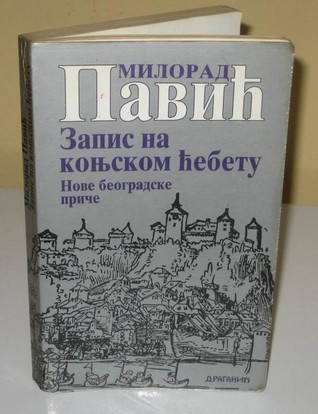 МИЛОРАД
Павић
Запис на
коњском ћебету
Нове београдске
приче
ДРАГАНИЋ